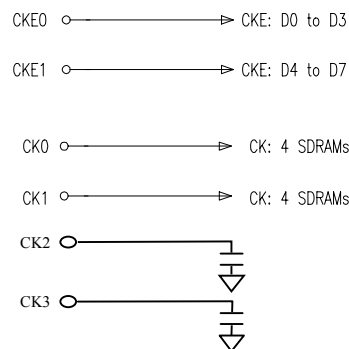 CKE0 CKE: D0 to D3
CKE1 CKE: D4 to D7
CK0 CK: 4 SDRAMs
CK1 CK: 4 SDRAMs
CK2
CK3